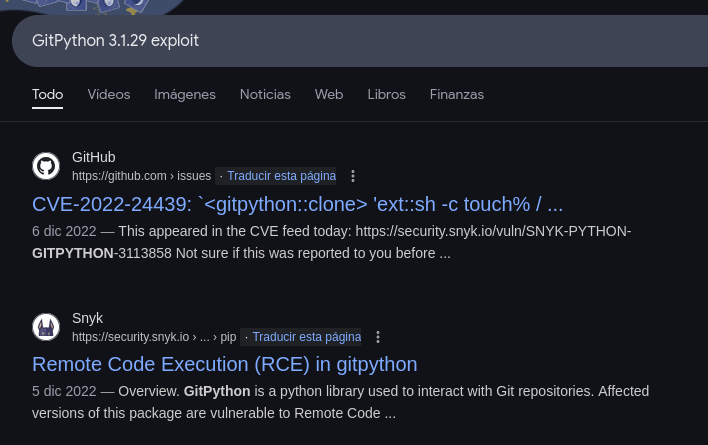 GitPython 3.1.29 exploit
Todo Vídeos Imágenes Noticias Web Libros Finanzas
GitHub
https://github.com › issues · Traducir esta página
CVE-2022-24439: `<gitpython::clone> 'ext::sh -c touch% / ...
6 dic 2022 — This appeared in the CVE feed today: https://security.snyk.io/vuln/SNYK-PYTHON-
GITPYTHON-3113858 Not sure if this was reported to you before ...
Snyk
https://security.snyk.io › ... › pip · Traducir esta página
Remote Code Execution (RCE) in gitpython
5 dic 2022 — Overview. GitPython is a python library used to interact with Git repositories. Affected
versions of this package are vulnerable to Remote Code ...